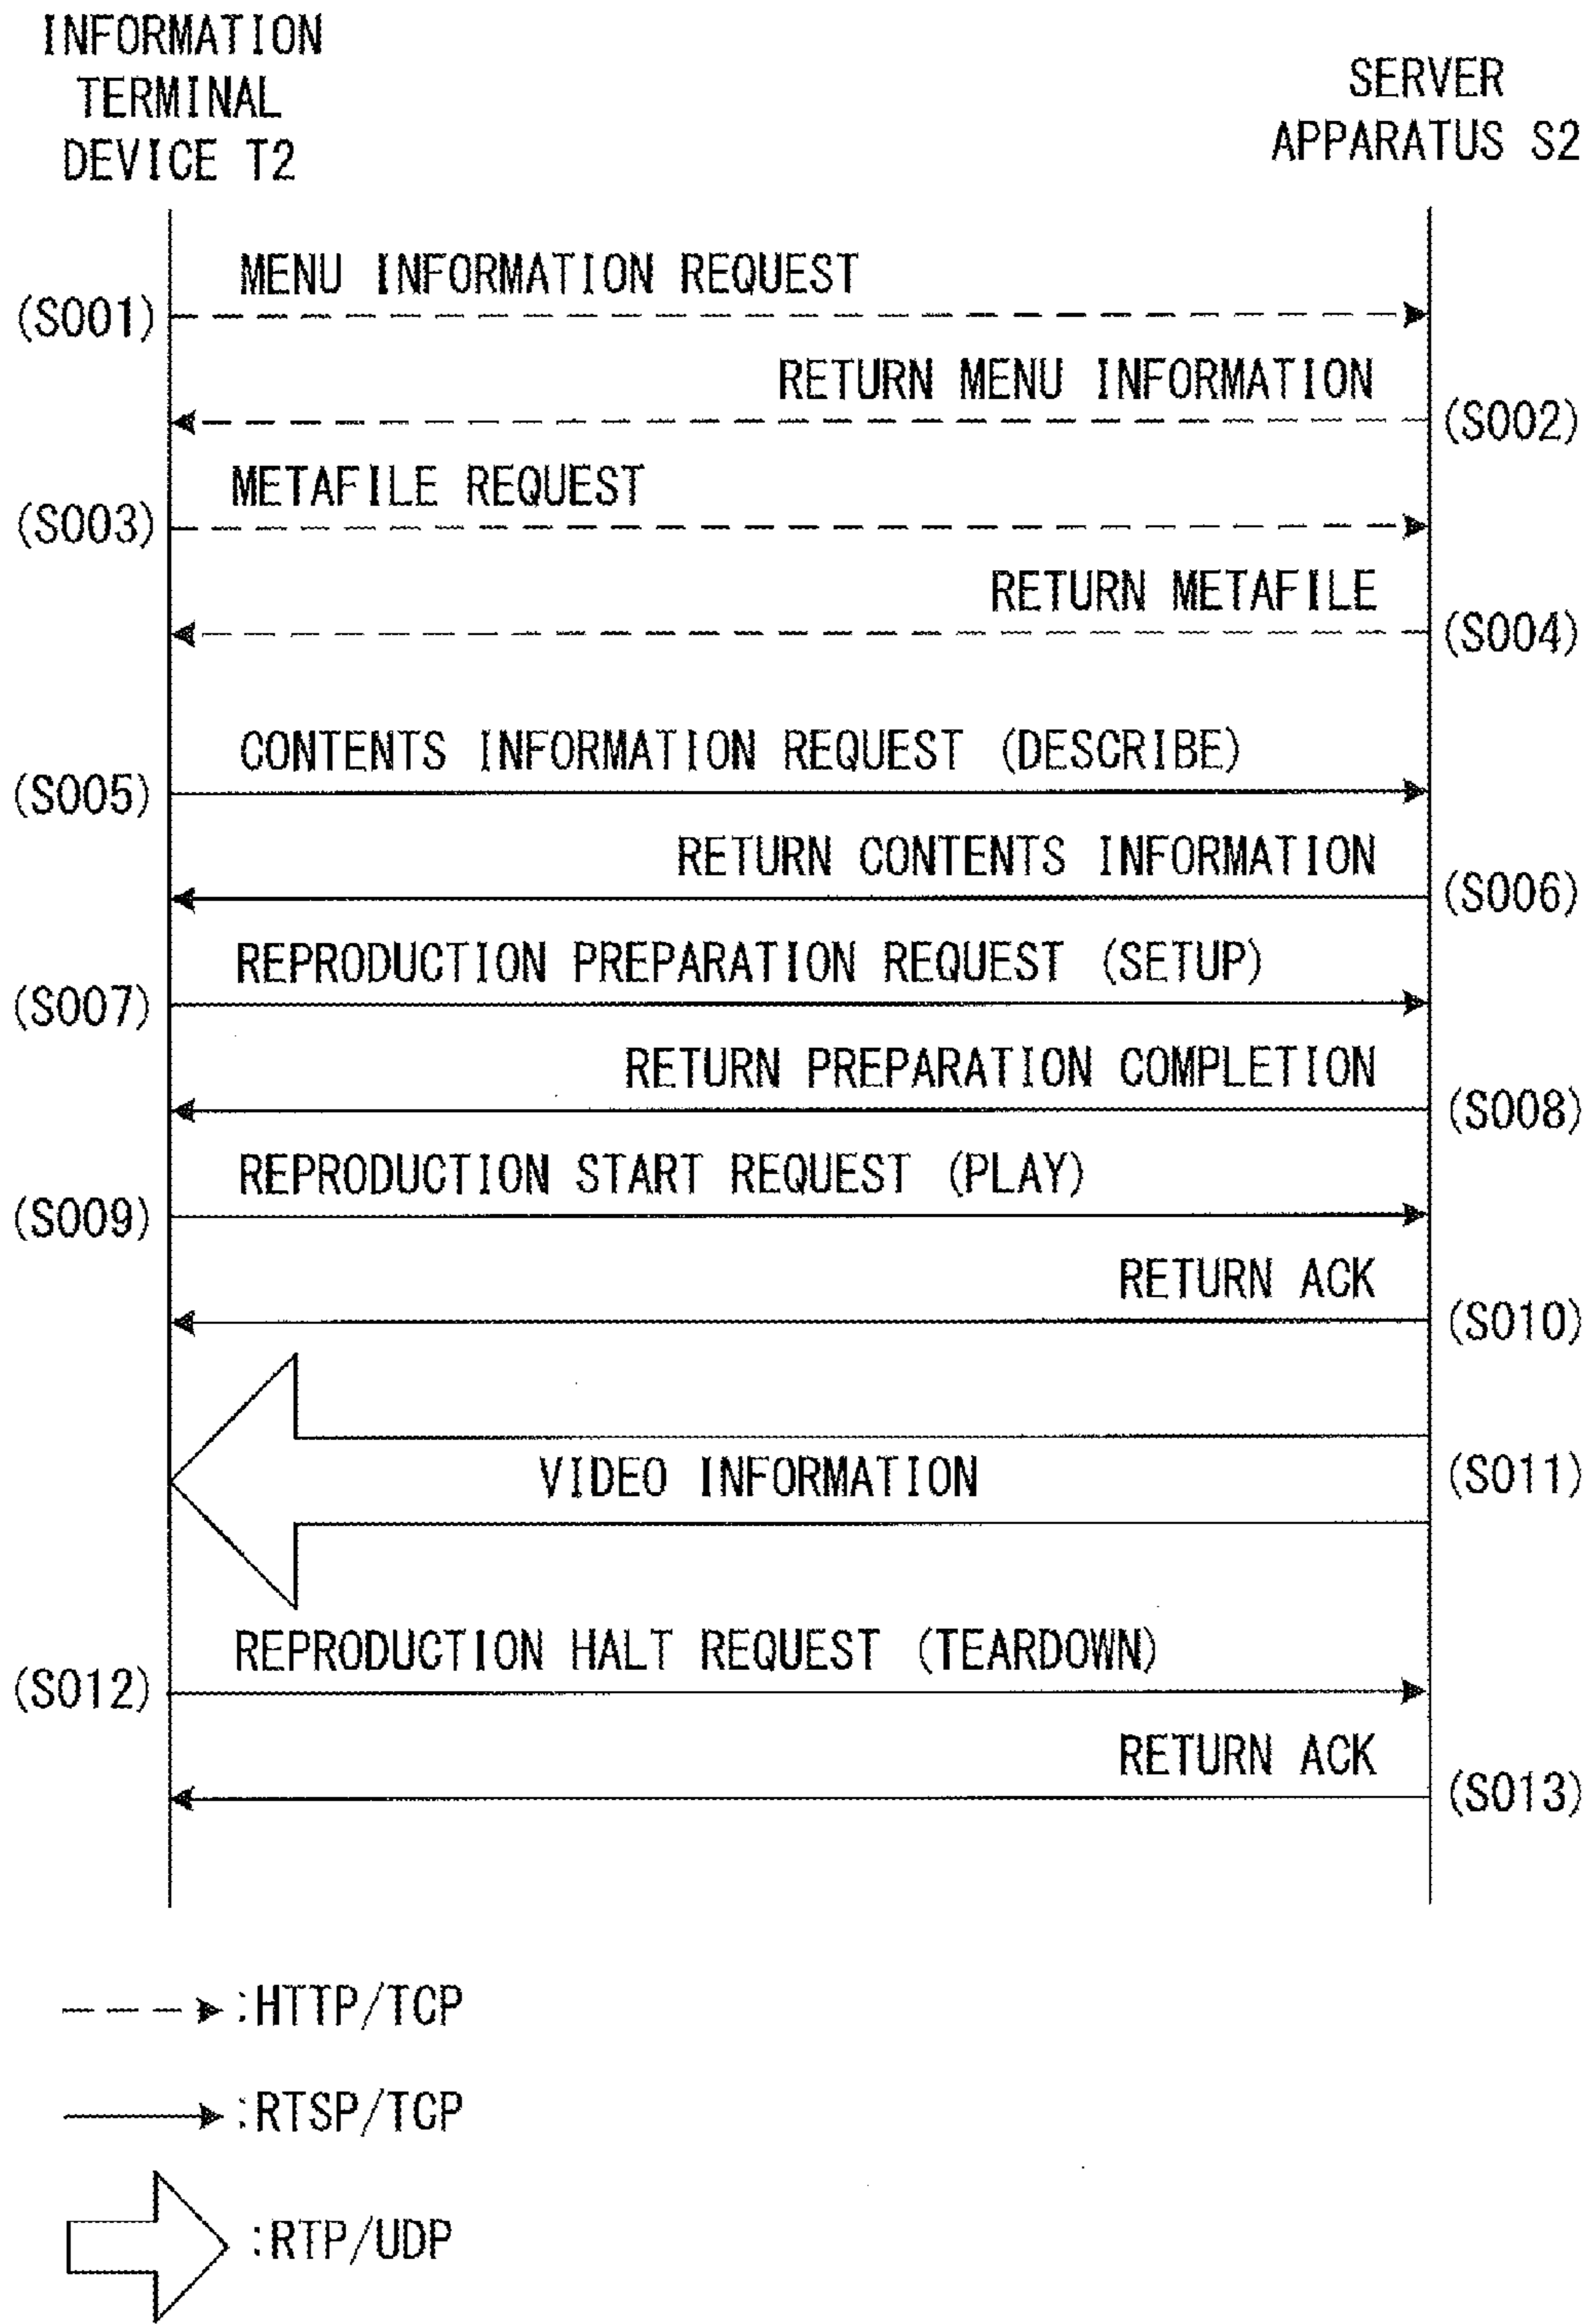 INFORMATION
TERMINAL
DEVICE T2
SERVER
APPARATUS S2
MENU INFORMATION REQUEST
(S001)
RETURN MENU INFORMATION
(S002)
METAFILE REQUEST
(S003)
RETURN METAFILE
(S004)
CONTENTS INFORMATION REQUEST (DESCRIBE)
(S005)
RETURN CONTENTS INFORMATION
(S006)
REPRODUCTION PREPARATION REQUEST (SETUP)
(S007)
RETURN PREPARATION COMPLETION
(S008)
REPRODUCTION START REQUEST (PLAY)
(S009)
RETURN ACK
(S010)
VIDEO INFORMATION
(S011)
REPRODUCTION HALT REQUEST (TEARDOWN)
(S012)
RETURN ACK
(S013)
:HTTP/TCP
:RTSP/TCP
:RTP/UDP